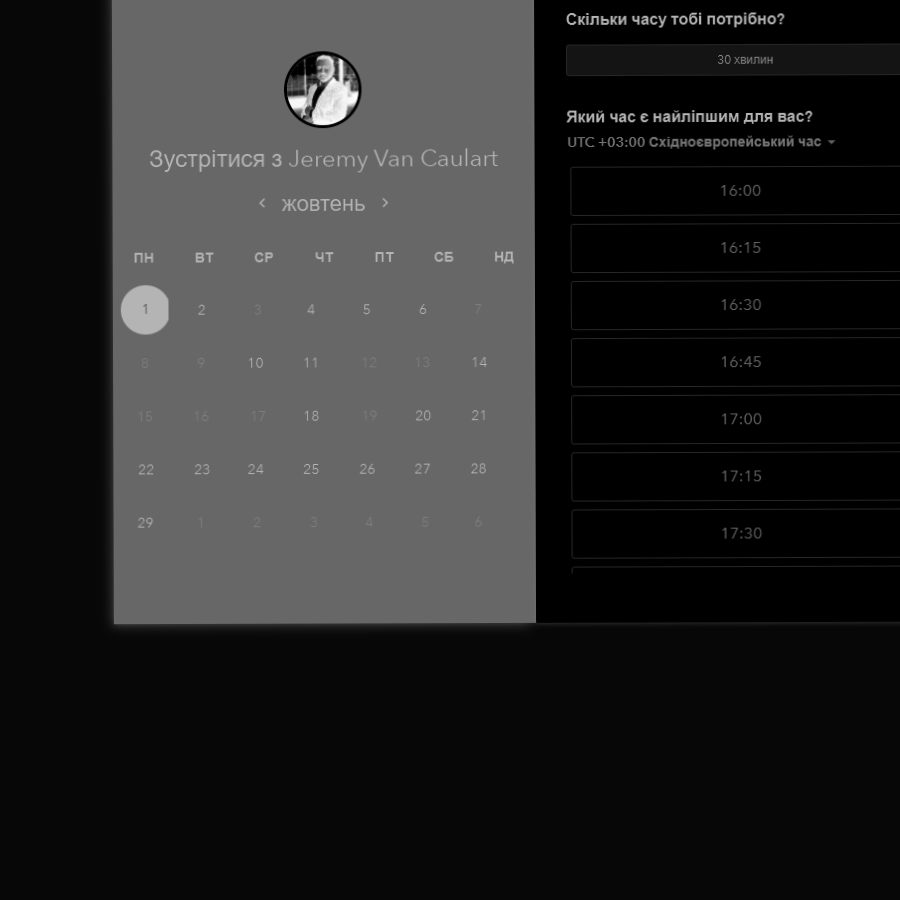 Зустрітися з Jeremy Van Caulart
жовтень
ПН ВТ СР ЧТ ПТ СБ НД
1 2 3 4 5 6 7
8 9 10 11 12 13 14
15 16 17 18 19 20 21
22 23 24 25 26 27 28
29 1 2 3 4 5 6
Скільки часу тобі потрібно?
30 хвилин
Який час є найліпшим для вас?
UTC +03:00 Східноєвропейський час
16:00
16:15
16:30
16:45
17:00
17:15
17:30